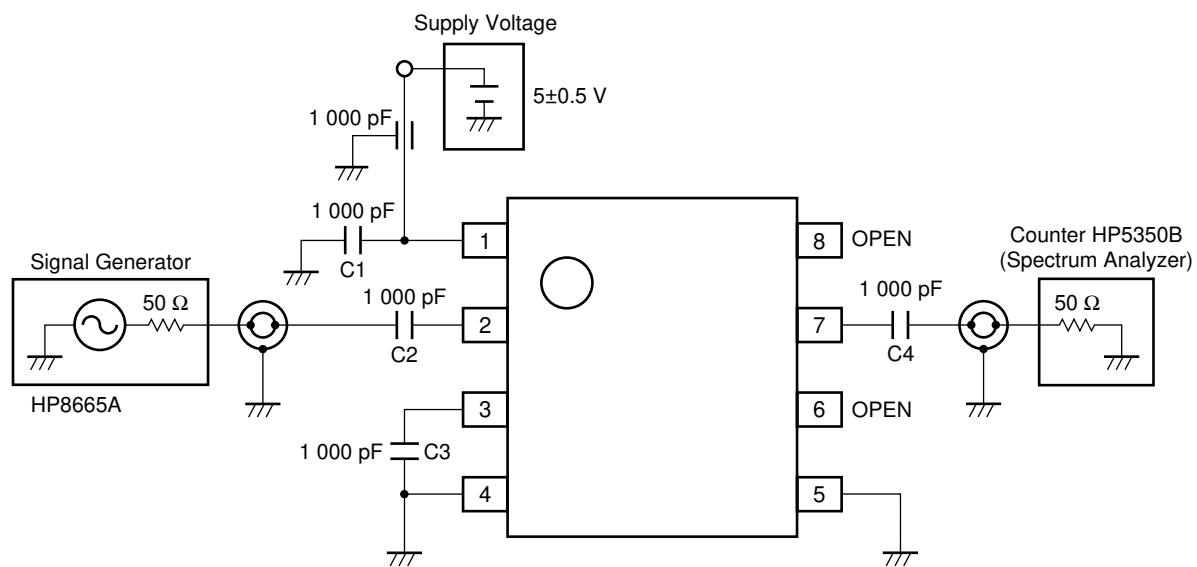 Supply Voltage
5±0.5 V
1 000 pF
1 000 pF
C1
1
8 OPEN
Signal Generator
50 Ω
HP8665A
1 000 pF
C2
2
7
1 000 pF
C4
Counter HP5350B
(Spectrum Analyzer)
50 Ω
3
6 OPEN
1 000 pF C3
4
5